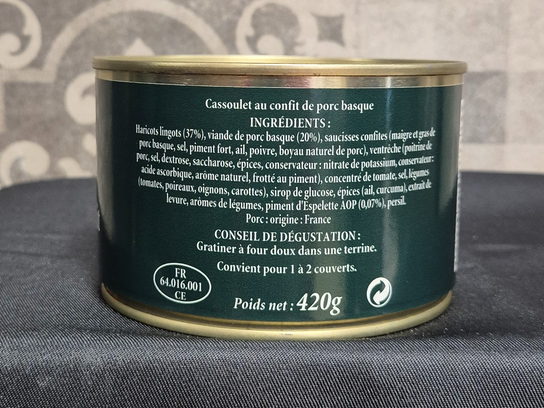 Cassoulet au confit de porc basque
INGRÉDIENTS :
Haricots lingots (37%), viande de porc basque (20%), saucisses confites (maigre et gras de
porc basque, sel, piment fort, ail, poivre, boyau naturel de porc), ventrèche (poitrine de
porc, sel, dextrose, saccharose, épices, conservateur : nitrate de potassium, conservateur :
acide ascorbique, arôme naturel, frotté au piment), concentré de tomate, sel, légumes
(tomates, poireaux, oignons, carottes), sirop de glucose, épices (ail, curcuma), extrait de
levure, arômes de légumes, piment d'Espelette AOP (0,07%), persil.
Porc : origine : France
CONSEIL DE DÉGUSTATION :
Gratiner à four doux dans une terrine.
Convient pour 1 à 2 couverts.
FR
64.016.001
CE
Poids net : 420g